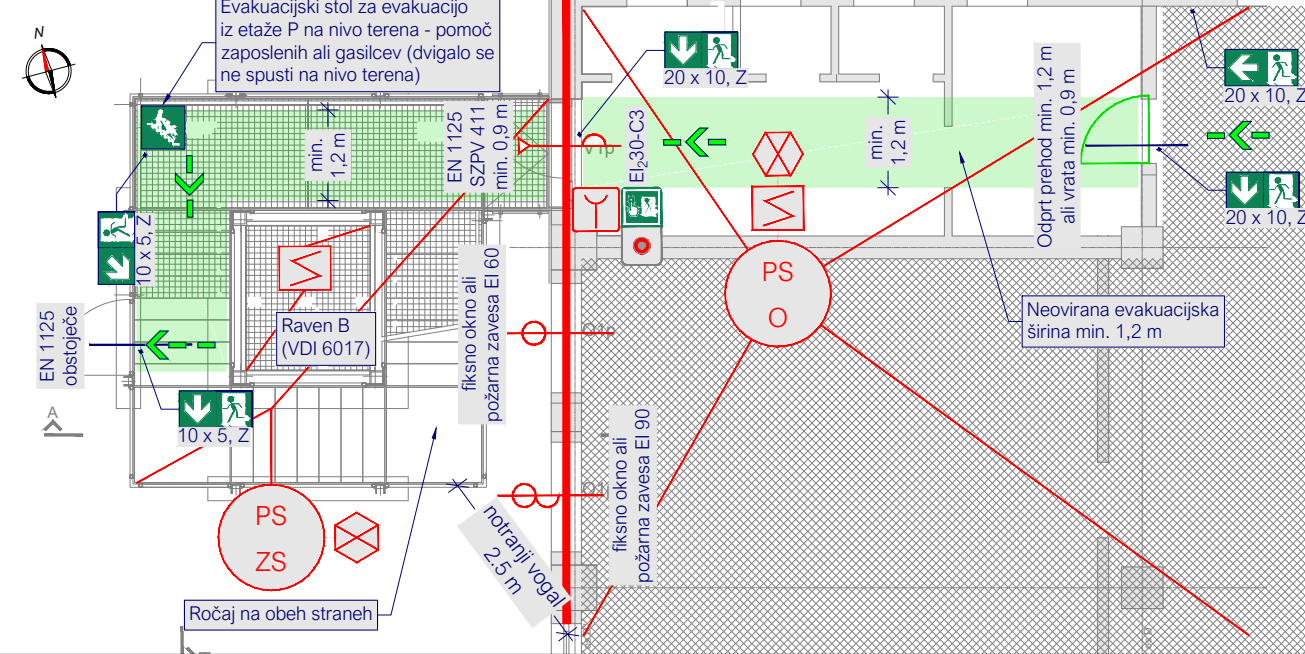 Evakuacijski stol za evakuacijo
iz etaže P na nivo terena - pomoč
zaposlenih ali gasilcev (dvigalo se
ne spusti na nivo terena)
N
20 x 10, Z
20 x 10, Z
20 x 10, Z
min.
1,2 m
EN 1125
SZPV 411
min. 0,9 m
EI₂30-C3
min.
1,2 m
Odprt prehod min. 1,2 m
ali vrata min. 0,9 m
10 x 5, Z
EN 1125
obstoječe
Raven B
(VDI 6017)
fiksno okno ali
požarna zavesa EI 60
PS
O
Neovirana evakuacijska
širina min. 1,2 m
A
10 x 5, Z
fiksno okno ali
požarna zavesa EI 90
PS
ZS
notranji vogal
2.5 m
Ročaj na obeh straneh